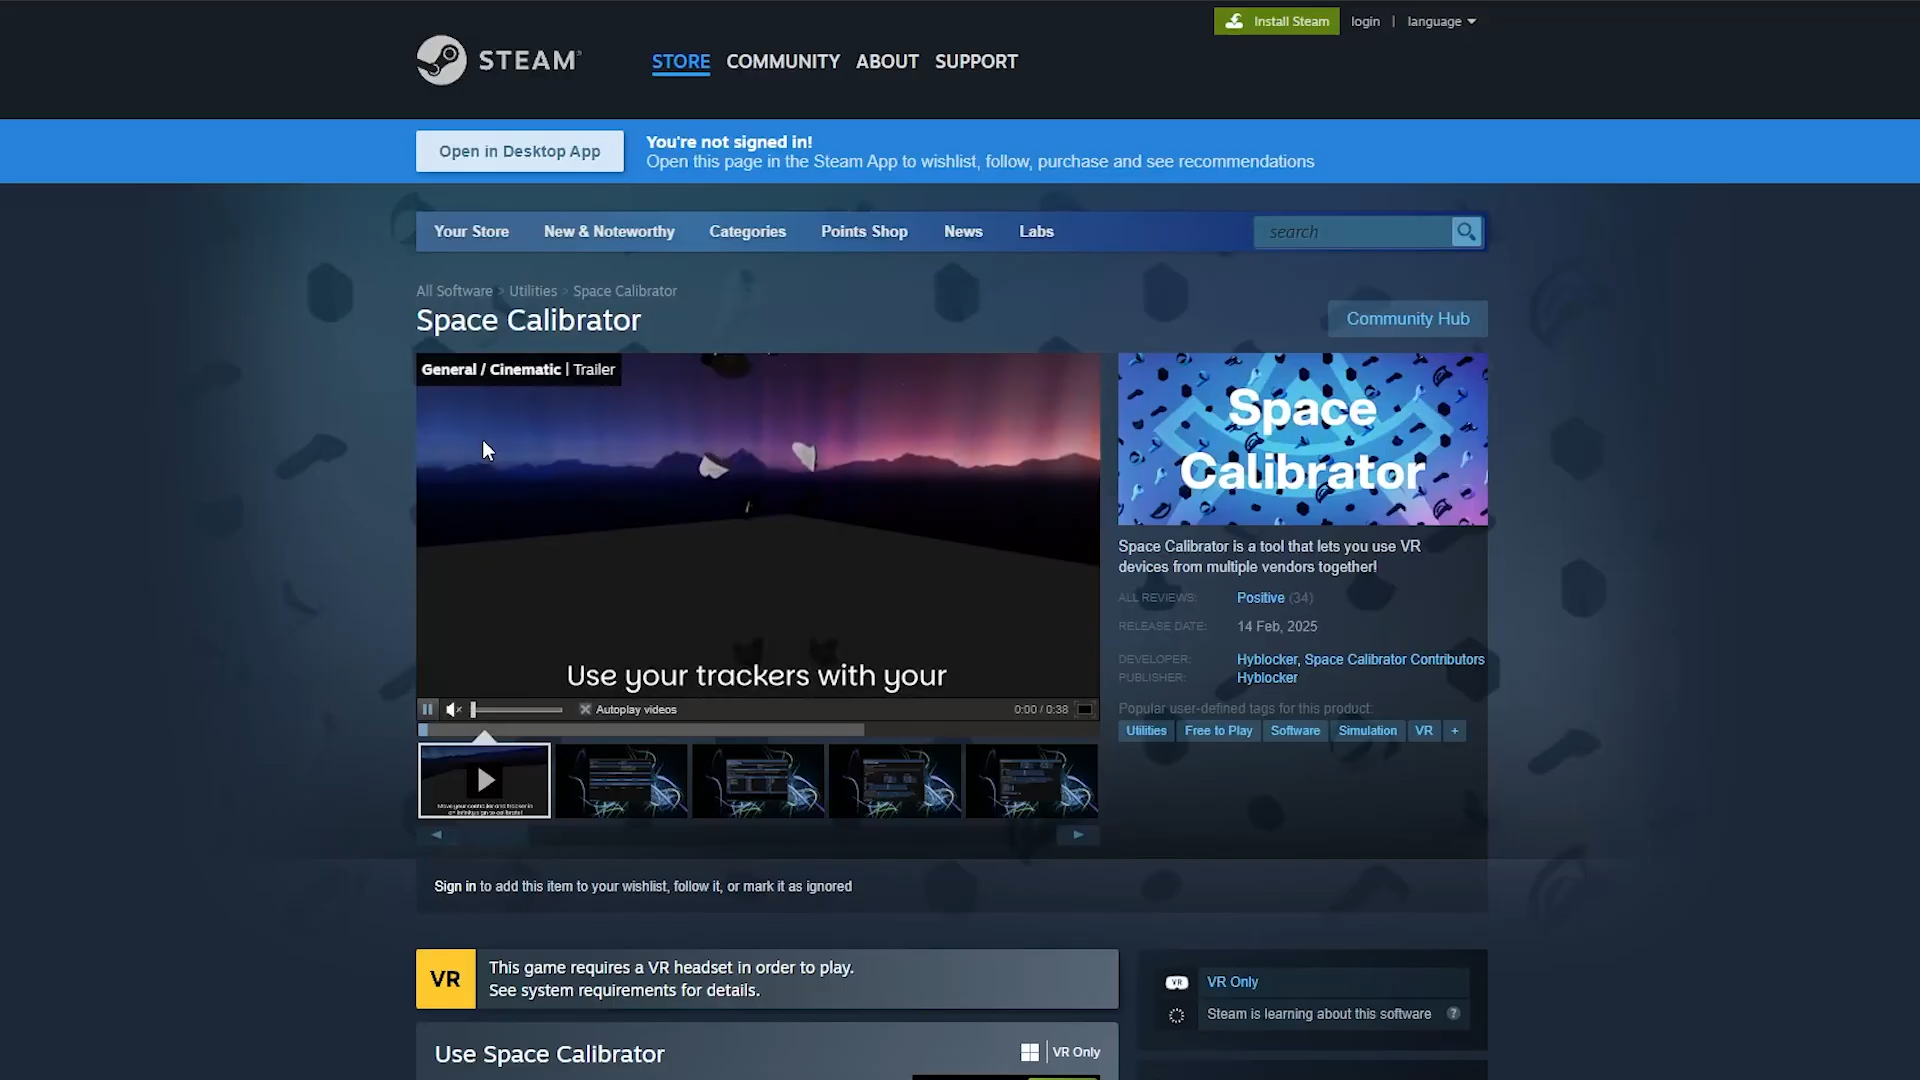 Install Steam
login
|
language
STEAM®
STORE
COMMUNITY
ABOUT
SUPPORT
Open in Desktop App
You're not signed in!
Open this page in the Steam App to wishlist, follow, purchase and see recommendations
Your Store
New & Noteworthy
Categories
Points Shop
News
Labs
search
All Software > Utilities > Space Calibrator
Space Calibrator
Community Hub
General / Cinematic | Trailer
Use your trackers with your
Autoplay videos
0:00 / 0:38
Move your controller and tracker in
Space
Calibrator
Space Calibrator is a tool that lets you use VR
devices from multiple vendors together!
ALL REVIEWS: Positive (34)
RELEASE DATE: 14 Feb, 2025
DEVELOPER: Hyblocker, Space Calibrator Contributors
PUBLISHER: Hyblocker
Popular user-defined tags for this product:
Utilities
Free to Play
Software
Simulation
VR
+
Sign in to add this item to your wishlist, follow it, or mark it as ignored
VR
This game requires a VR headset in order to play.
See system requirements for details.
VR
VR Only
Steam is learning about this software ?
Use Space Calibrator
VR Only